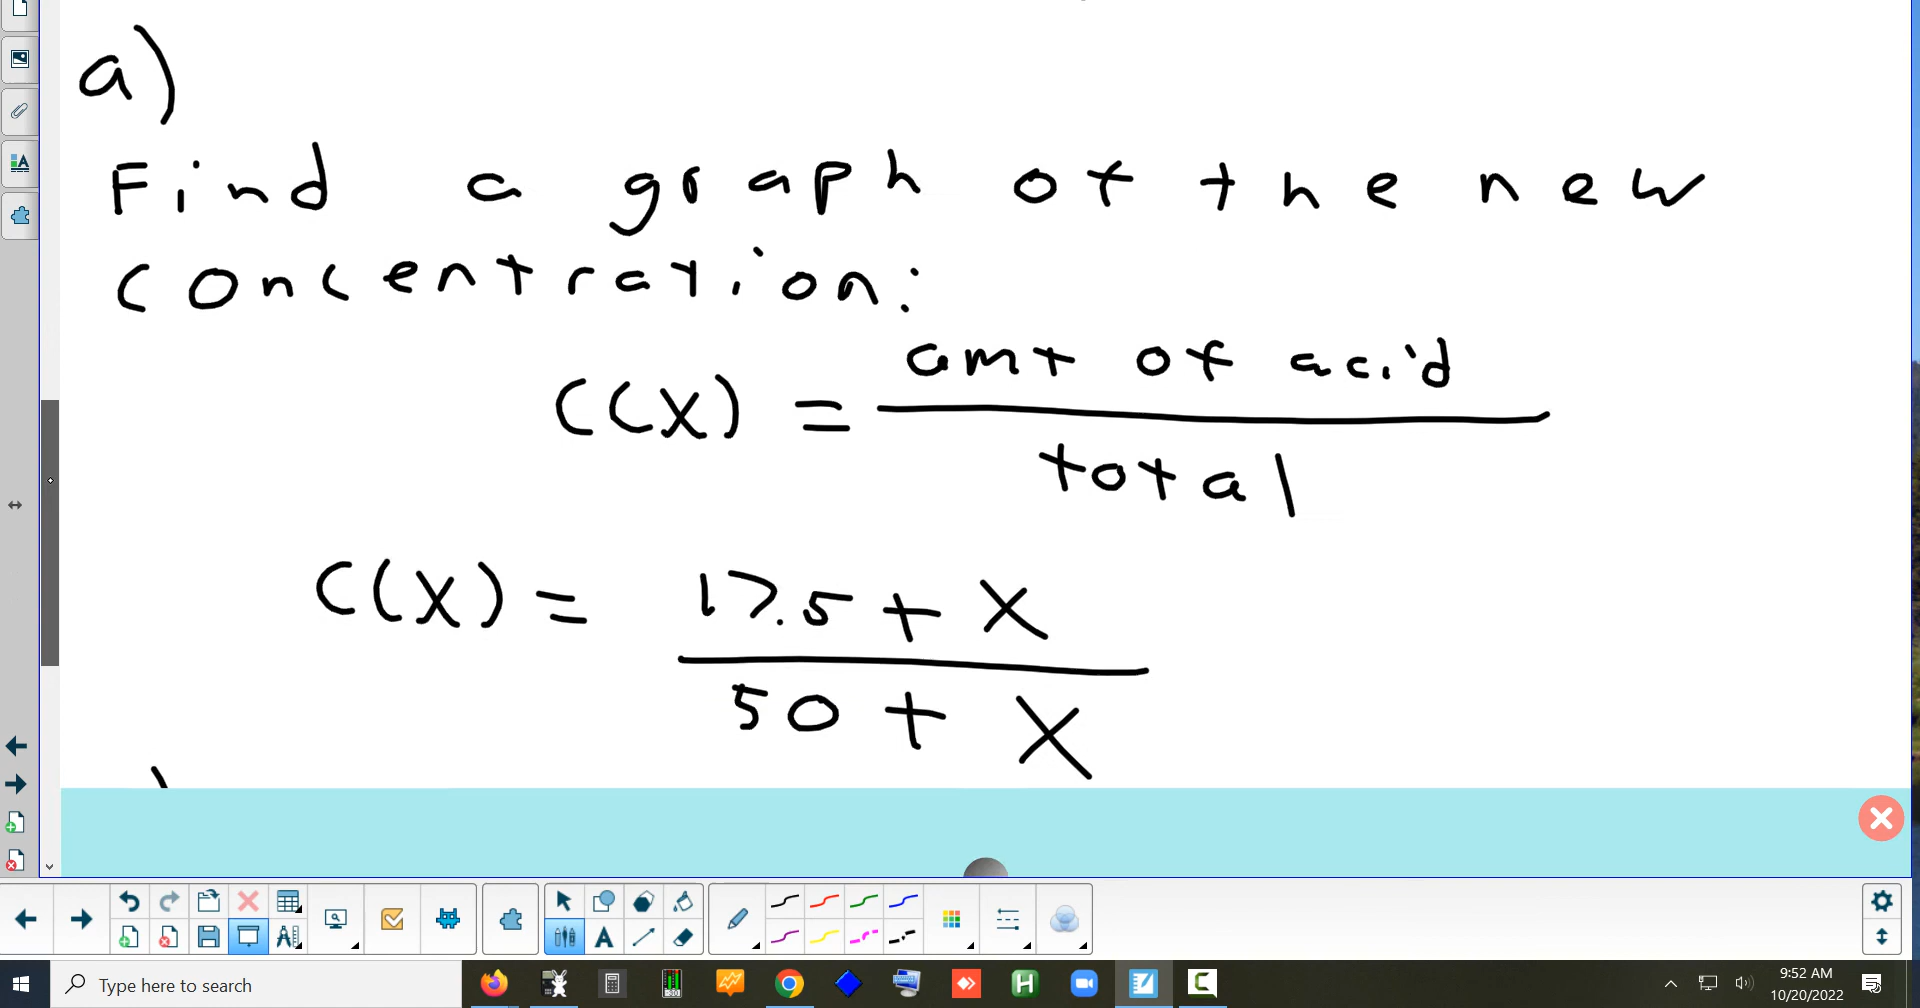 a)
Find a graph of the new
concentration:
C(X) = amt of acid
total
C(X) = 17.5 + X
50 + X
Type here to search
9:52 AM
10/20/2022